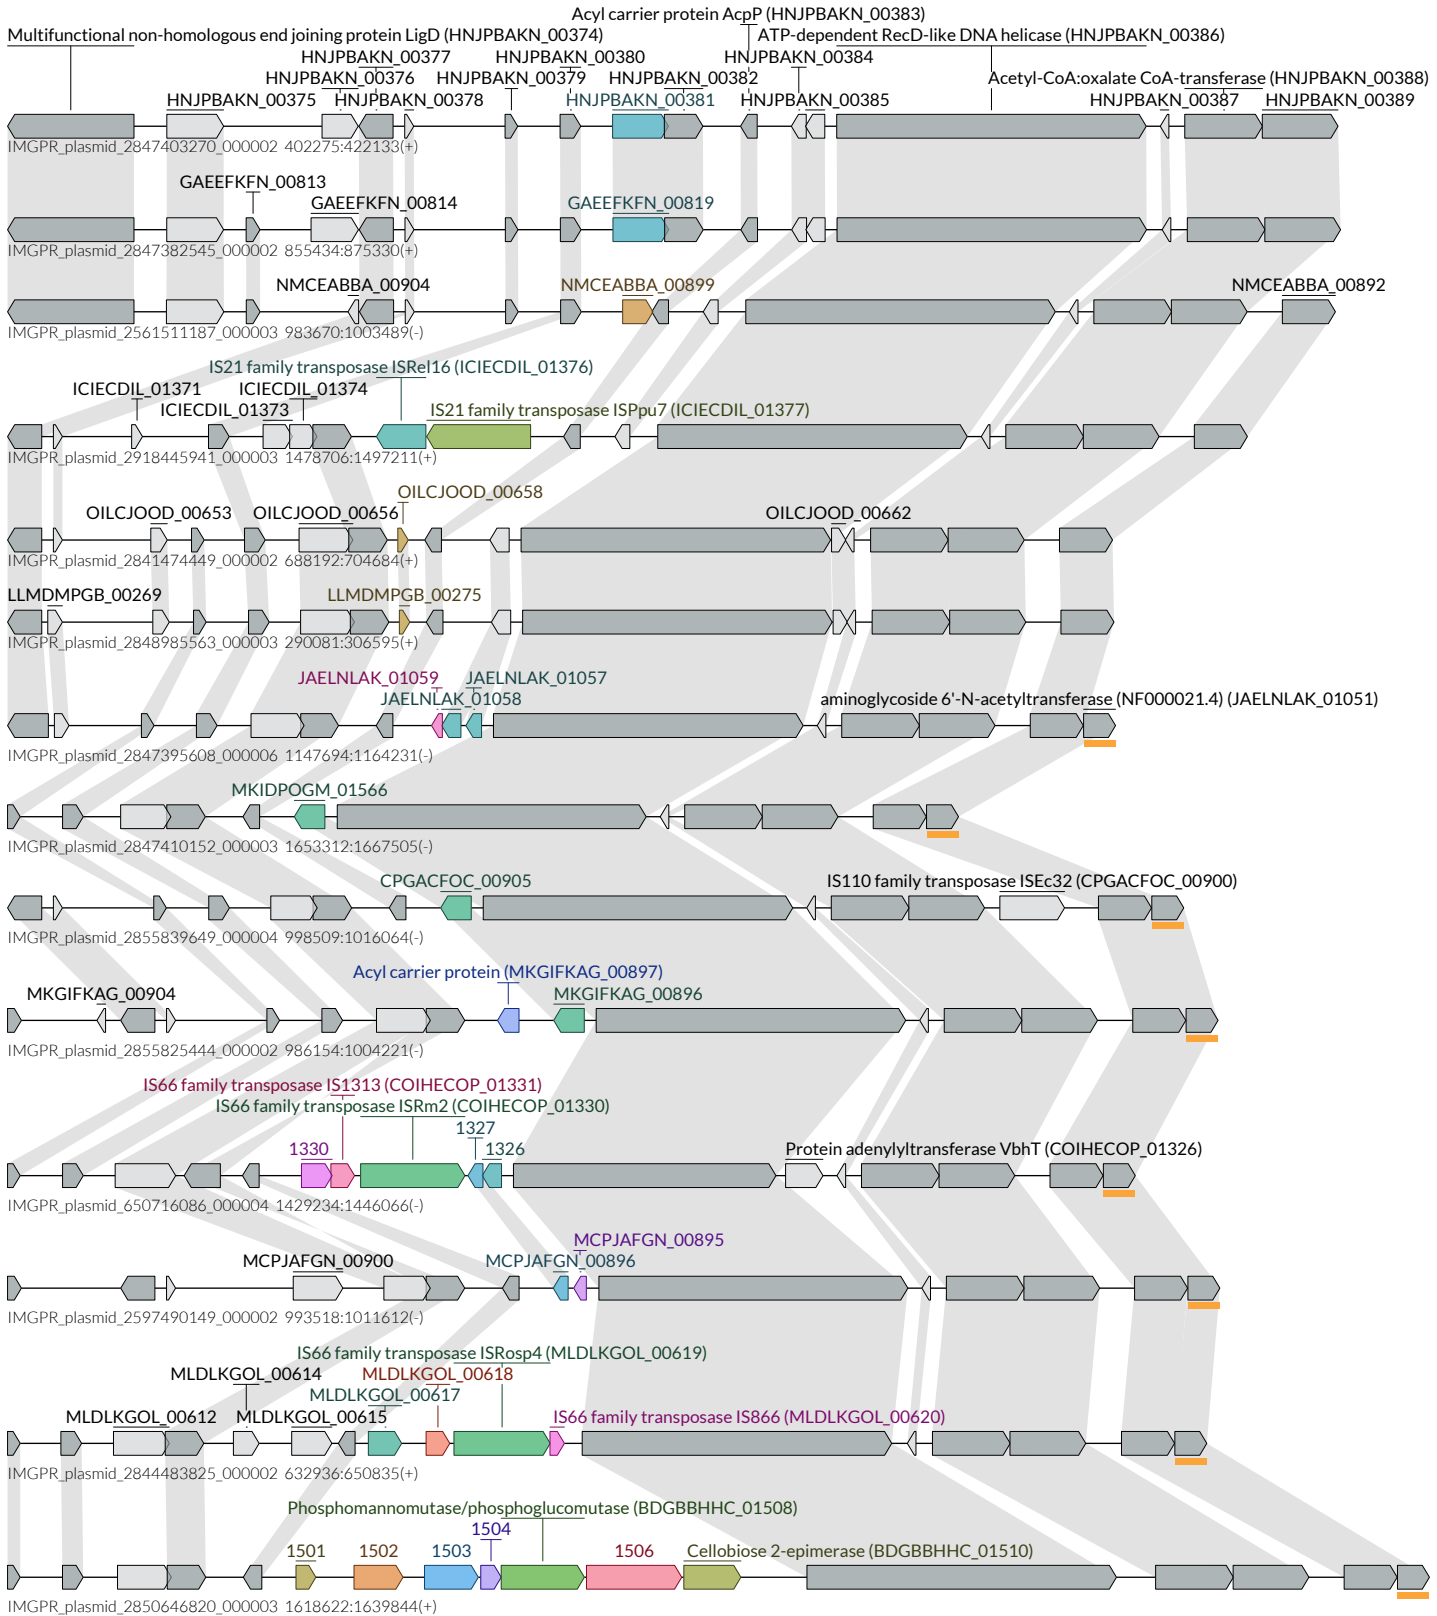 Acyl carrier protein AcpP (HNJPBAKN_00383)
Multifunctional non-homologous end joining protein LigD (HNJPBAKN_00374)
ATP-dependent RecD-like DNA helicase (HNJPBAKN_00386)
HNJPBAKN_00377
HNJPBAKN_00380
HNJPBAKN_00384
HNJPBAKN_00376
HNJPBAKN_00379
HNJPBAKN_00382
Acetyl-CoA:oxalate CoA-transferase (HNJPBAKN_00388)
HNJPBAKN_00375
HNJPBAKN_00378
HNJPBAKN_00381
HNJPBAKN_00385
HNJPBAKN_00387
HNJPBAKN_00389
IMGPR_plasmid_2847403270_000002 402275:422133(+)
GAEEFKFN_00813
GAEEFKFN_00814
GAEEFKFN_00819
IMGPR_plasmid_2847382545_000002 855434:875330(+)
NMCEABBA_00904
NMCEABBA_00899
NMCEABBA_00892
IMGPR_plasmid_2561511187_000003 983670:1003489(-)
IS21 family transposase ISRel16 (ICIECDIL_01376)
ICIECDIL_01371
ICIECDIL_01374
ICIECDIL_01373
IS21 family transposase ISPpu7 (ICIECDIL_01377)
IMGPR_plasmid_2918445941_000003 1478706:1497211(+)
OILCJOOD_00658
OILCJOOD_00653
OILCJOOD_00656
OILCJOOD_00662
IMGPR_plasmid_2841474449_000002 688192:704684(+)
LLMDMPGB_00269
LLMDMPGB_00275
IMGPR_plasmid_2848985563_000003 290081:306595(+)
JAELNLAK_01059
JAELNLAK_01057
JAELNLAK_01058
aminoglycoside 6'-N-acetyltransferase (NF000021.4) (JAELNLAK_01051)
IMGPR_plasmid_2847395608_000006 1147694:1164231(-)
MKIDPOGM_01566
IMGPR_plasmid_2847410152_000003 1653312:1667505(-)
CPGACFOC_00905
IS110 family transposase ISEc32 (CPGACFOC_00900)
IMGPR_plasmid_2855839649_000004 998509:1016064(-)
Acyl carrier protein (MKGIFKAG_00897)
MKGIFKAG_00904
MKGIFKAG_00896
IMGPR_plasmid_2855825444_000002 986154:1004221(-)
IS66 family transposase IS1313 (COIHECOP_01331)
IS66 family transposase ISRm2 (COIHECOP_01330)
1327
1330
1326
Protein adenylyltransferase VbhT (COIHECOP_01326)
IMGPR_plasmid_650716086_000004 1429234:1446066(-)
MCPJAFGN_00895
MCPJAFGN_00900
MCPJAFGN_00896
IMGPR_plasmid_2597490149_000002 993518:1011612(-)
IS66 family transposase ISRosp4 (MLDLKGOL_00619)
MLDLKGOL_00614
MLDLKGOL_00618
MLDLKGOL_00617
MLDLKGOL_00612
MLDLKGOL_00615
IS66 family transposase IS866 (MLDLKGOL_00620)
IMGPR_plasmid_2844483825_000002 632936:650835(+)
Phosphomannomutase/phosphoglucomutase (BDGBBHHC_01508)
1504
1501
1502
1503
1506
Cellobiose 2-epimerase (BDGBBHHC_01510)
IMGPR_plasmid_2850646820_000003 1618622:1639844(+)